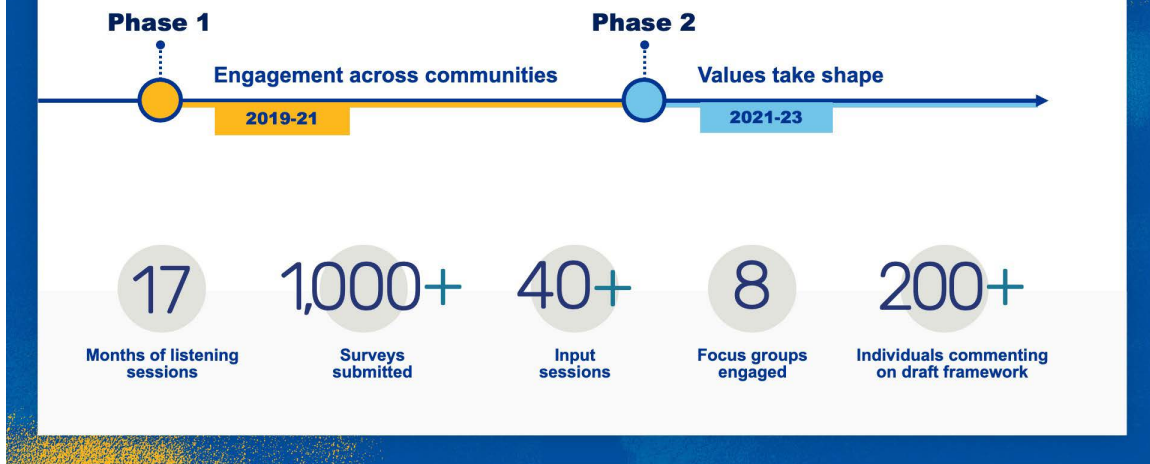 Phase 1
Phase 2
Engagement across communities
Values take shape
2019-21
2021-23
17
1,000+
40+
8
200+
Months of listening
sessions
Surveys
submitted
Input
sessions
Focus groups
engaged
Individuals commenting
on draft framework